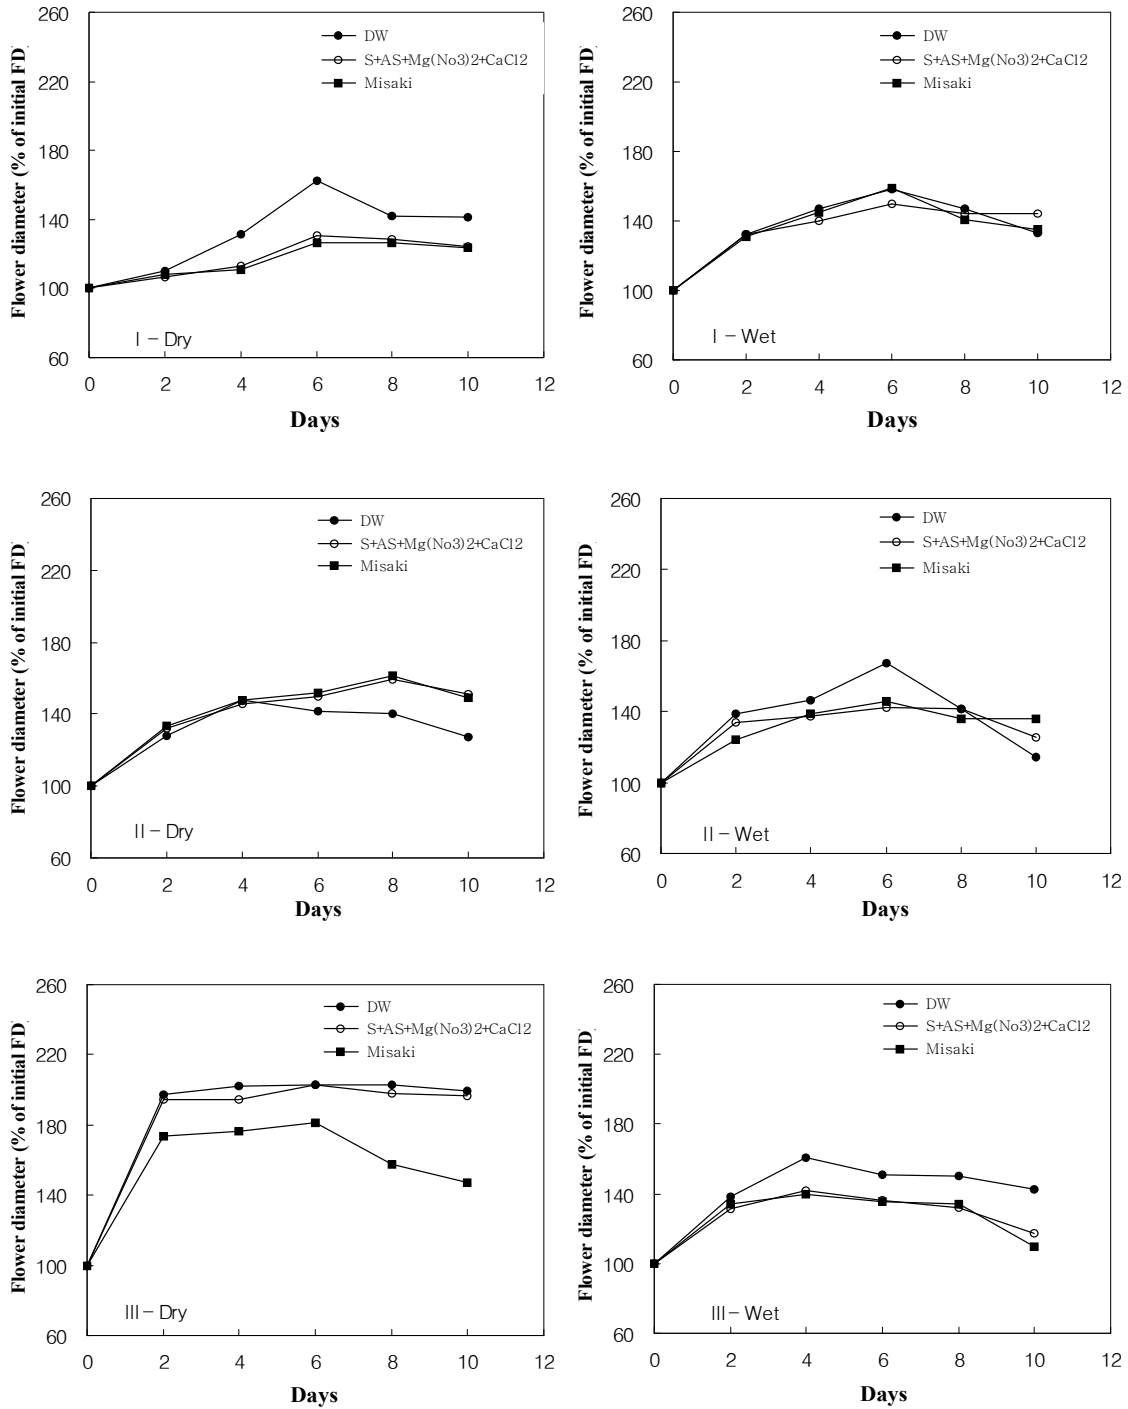 260
220
180
140
100
60
Flower diameter (% of initial FD)
DW
S+AS+Mg(No3)2+CaCl2
Misaki
I – Dry
0 2 4 6 8 10 12
Days
260
220
180
140
100
60
Flower diameter (% of initial FD)
DW
S+AS+Mg(No3)2+CaCl2
Misaki
I – Wet
0 2 4 6 8 10 12
Days
260
220
180
140
100
60
Flower diameter (% of initial FD)
DW
S+AS+Mg(No3)2+CaCl2
Misaki
II – Dry
0 2 4 6 8 10 12
Days
260
220
180
140
100
60
Flower diameter (% of initial FD)
DW
S+AS+Mg(No3)2+CaCl2
Misaki
II – Wet
0 2 4 6 8 10 12
Days
260
220
180
140
100
60
Flower diameter (% of initial FD)
DW
S+AS+Mg(No3)2+CaCl2
Misaki
III – Dry
0 2 4 6 8 10 12
Days
260
220
180
140
100
60
Flower diameter (% of initial FD)
DW
S+AS+Mg(No3)2+CaCl2
Misaki
III – Wet
0 2 4 6 8 10 12
Days